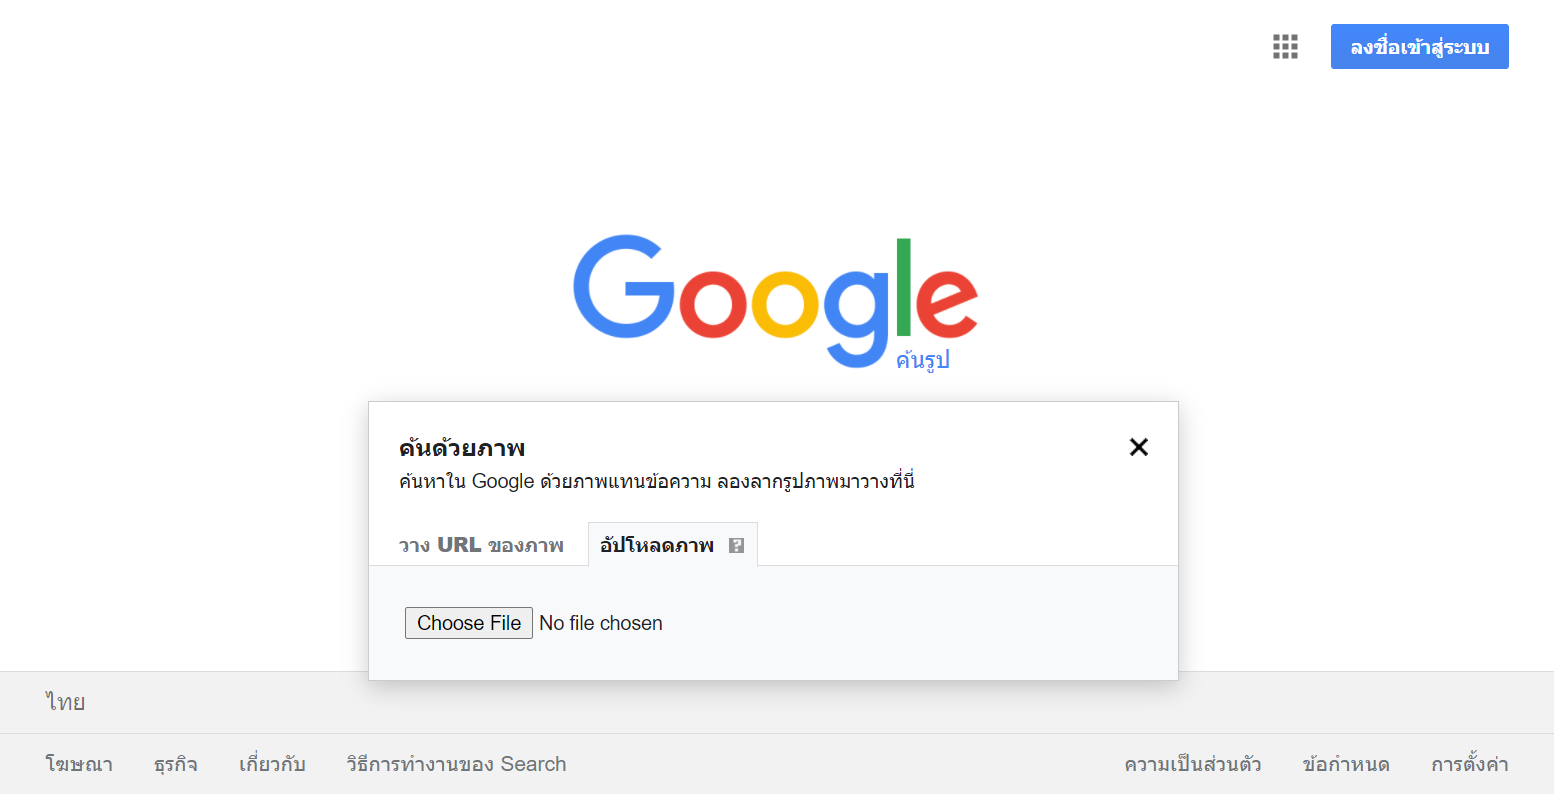 ลงชื่อเข้าสู่ระบบ
Google
ค้นรูป
ค้นด้วยภาพ
ค้นหาใน Google ด้วยภาพแทนข้อความ ลองลากรูปภาพมาวางที่นี่
วาง URL ของภาพ
อัปโหลดภาพ ?
Choose File No file chosen
ไทย
โฆษณา ธุรกิจ เกี่ยวกับ วิธีการทำงานของ Search ความเป็นส่วนตัว ข้อกำหนด การตั้งค่า